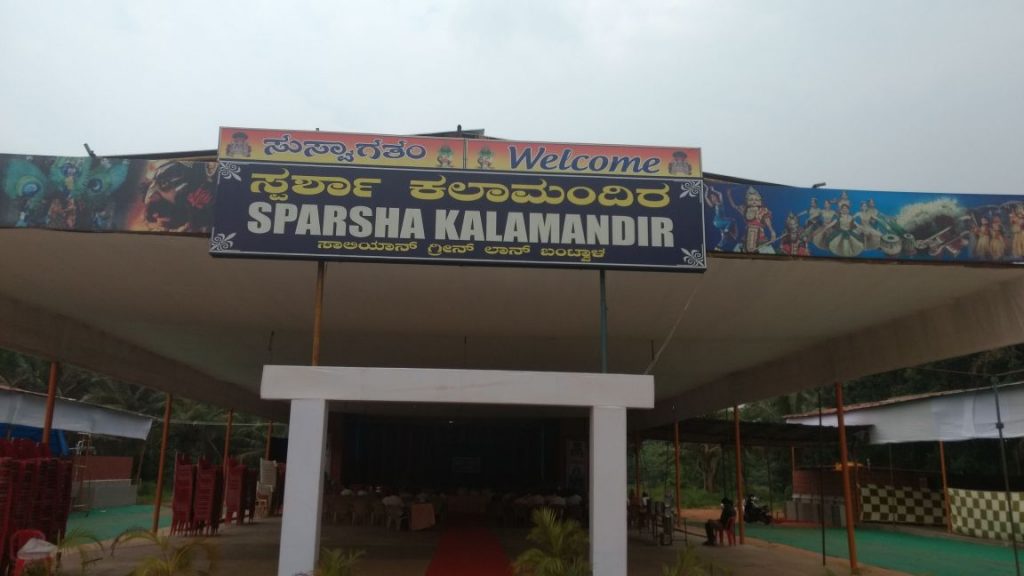 ಸುಸ್ವಾಗತಂ Welcome
ಸ್ಪರ್ಶಾ ಕಲಾಮಂದಿರ
SPARSHA KALAMANDIR
ಸಾಲಿಯಾನ್ ಗ್ರೀನ್ ಲಾನ್ ಬಂಟ್ವಾಳ